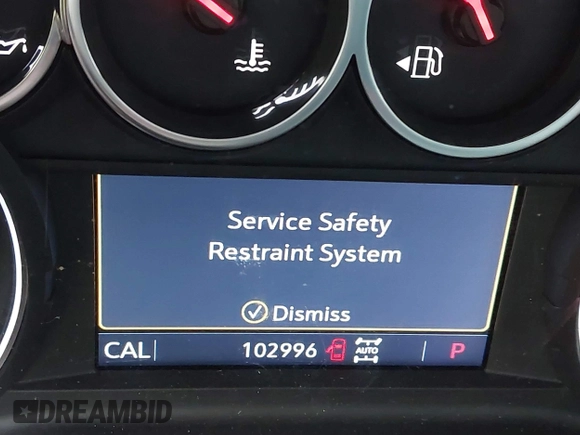 Service Safety
Restraint System
Dismiss
CAL 102996 AUTO P
DREAMBID